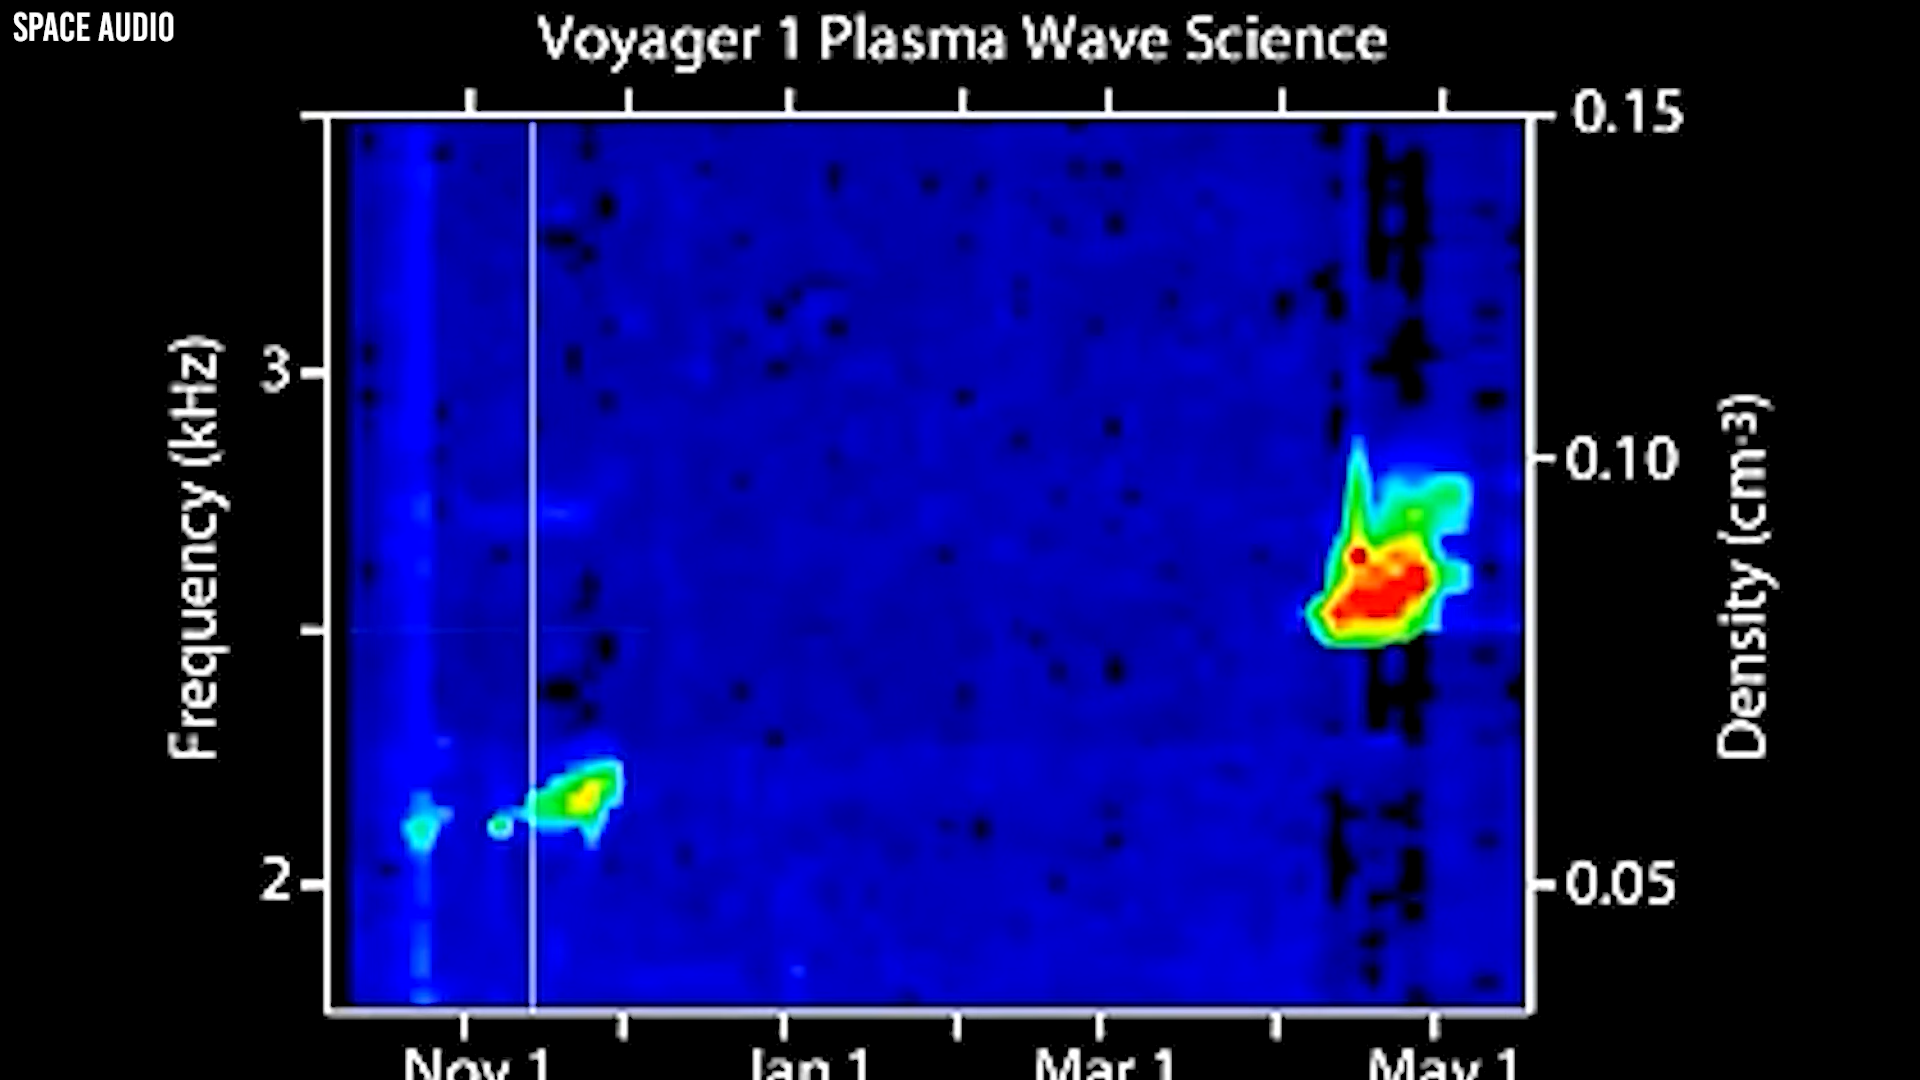 SPACE AUDIO
Voyager 1 Plasma Wave Science
0.15
3
0.10
Frequency (kHz)
Density (cm-3)
2
0.05
Nov 1 Jan 1 Mar 1 May 1